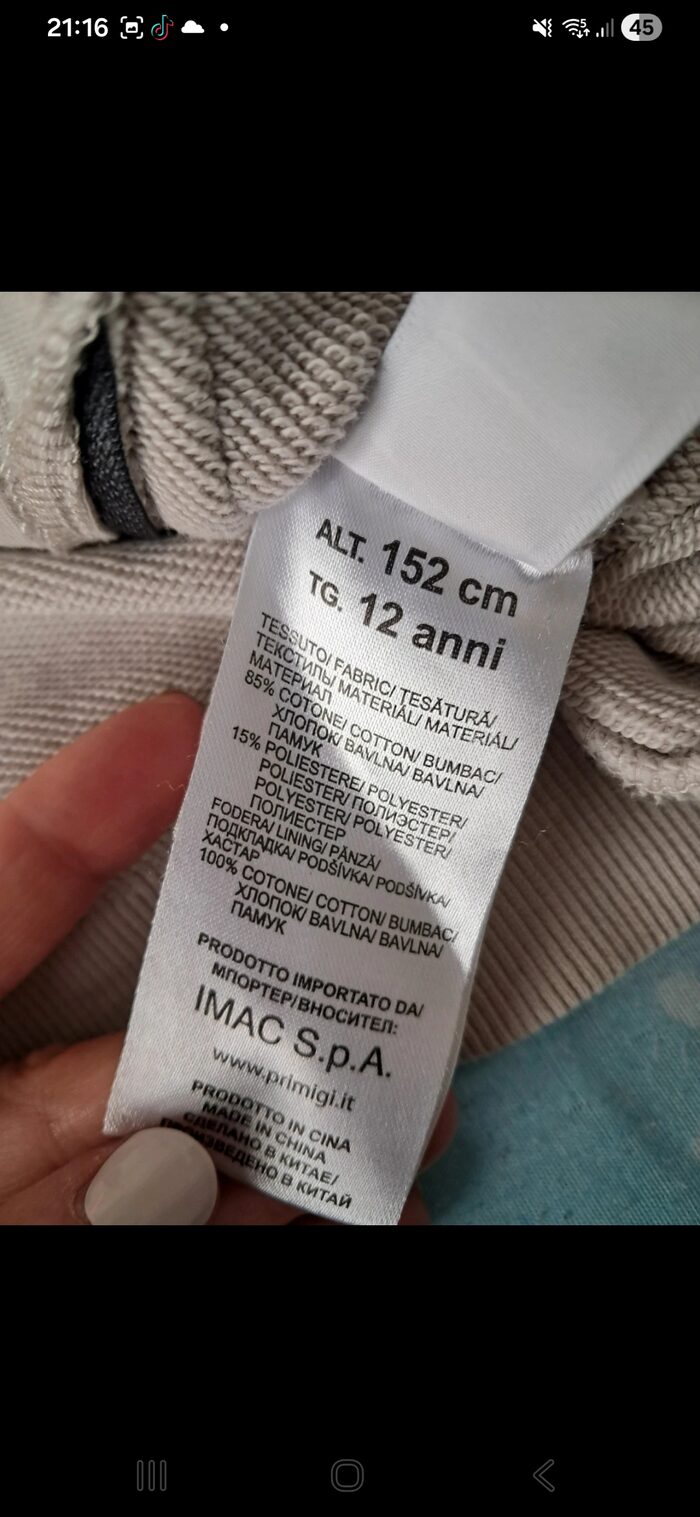 21:16
45
ALT. 152 cm
TG. 12 anni
TESSUTO/ FABRIC/ ŢESĂTURĂ/
ТЕКСТИЛЬ/ MATERIÁL/ MATERIÁL/
МАТЕРИАЛ
85% COTONE/ COTTON/ BUMBAC/
ХЛОПОК/ BAVLNA/ BAVLNA/
ПАМУК
15% POLIESTERE/ POLYESTER/
POLIESTER/ ПОЛИЭСТЕР/
POLYESTER/ POLYESTER/
ПОЛИЕСТЕР
FODERA/ LINING/ PÂNZĂ/
ПОДКЛАДКА/ PODŠÍVKA/ PODŠÍVKA/
ХАСТАР
100% COTONE/ COTTON/ BUMBAC/
ХЛОПОК/ BAVLNA/ BAVLNA/
ПАМУК
PRODOTTO IMPORTATO DA/
МПОРТЕР/ВНОСИТЕЛ:
IMAC S.p.A.
www.primigi.it
PRODOTTO IN CINA
MADE IN CHINA
СДЕЛАНО В КИТАЕ/
ПРОИЗВЕДЕНО В КИТАЙ